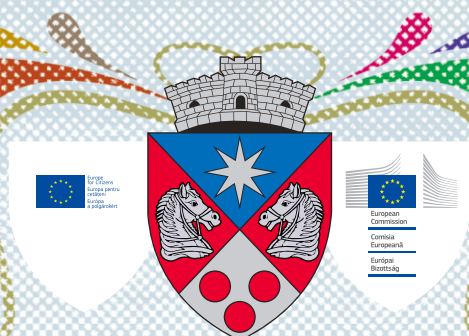 Europe
for Citizens
Europa pentru
cetățeni
Európa
a polgárokért
European
Commission
Comisia
Europeană
Európai
Bizottság